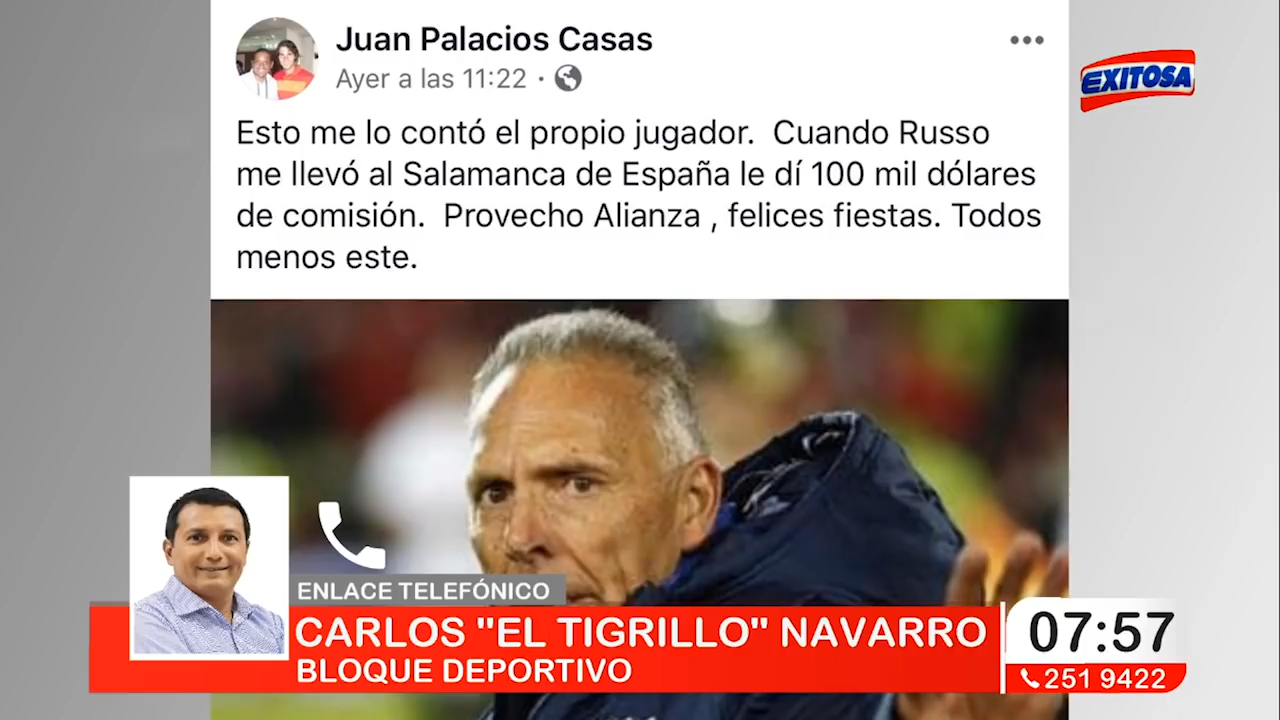 Juan Palacios Casas
Ayer a las 11:22 ·
EXITOSA
Esto me lo contó el propio jugador. Cuando Russo
me llevó al Salamanca de España le dí 100 mil dólares
de comisión. Provecho Alianza , felices fiestas. Todos
menos este.
ENLACE TELEFÓNICO
CARLOS "EL TIGRILLO" NAVARRO
BLOQUE DEPORTIVO
07:57
251 9422